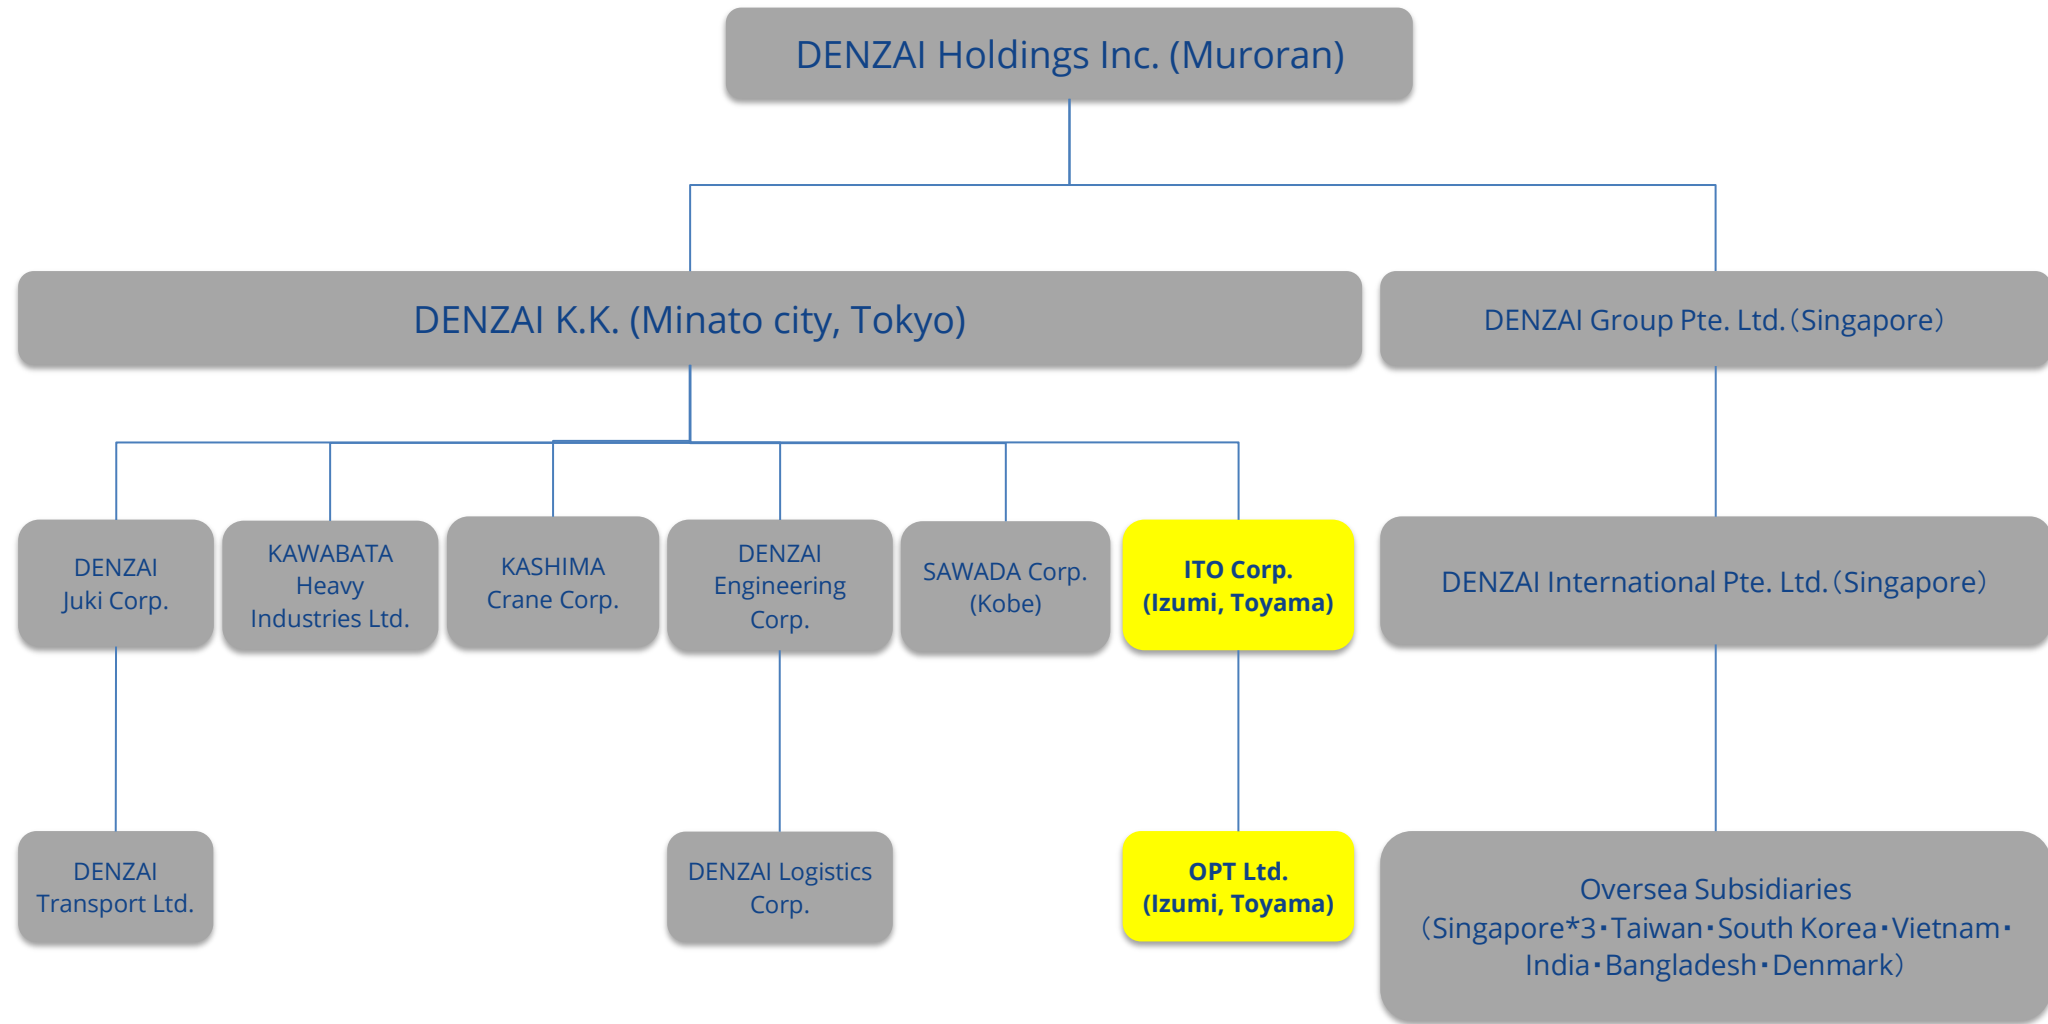 DENZAI Holdings Inc. (Muroran)
DENZAI K.K. (Minato city, Tokyo)
DENZAI Group Pte. Ltd.（Singapore）
DENZAI
Juki Corp.
KAWABATA
Heavy
Industries Ltd.
KASHIMA
Crane Corp.
DENZAI
Engineering
Corp.
SAWADA Corp.
(Kobe)
ITO Corp.
(Izumi, Toyama)
DENZAI International Pte. Ltd.（Singapore）
DENZAI
Transport Ltd.
DENZAI Logistics
Corp.
OPT Ltd.
(Izumi, Toyama)
Oversea Subsidiaries
（Singapore*3・Taiwan・South Korea・Vietnam・
India・Bangladesh・Denmark）